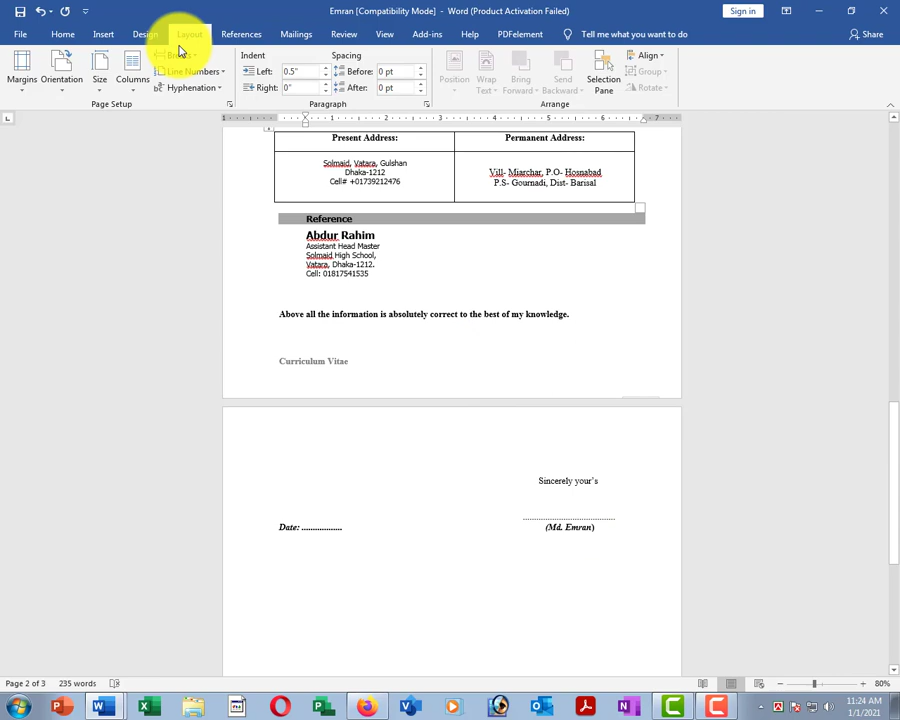 Emran [Compatibility Mode] - Word (Product Activation Failed)
Sign in
File Home Insert Design Layout References Mailings Review View Add-ins Help PDFelement Tell me what you want to do Share
Margins Orientation Size Columns
Breaks
Line Numbers
Hyphenation
Page Setup
Indent Spacing
Left: 0.5" Before: 0 pt
Right: 0" After: 0 pt
Paragraph
Position Wrap Text Bring Forward Send Backward Selection Pane
Align
Group
Rotate
Arrange
Present Address: Permanent Address:
Solmaid, Vatara, Gulshan
Dhaka-1212
Cell# +01739212476
Vill- Miarchar, P.O- Hosnabad
P.S- Gournadi, Dist- Barisal
Reference
Abdur Rahim
Assistant Head Master
Solmaid High School,
Vatara, Dhaka-1212.
Cell: 01817541535
Above all the information is absolutely correct to the best of my knowledge.
Curriculum Vitae
Sincerely your's
Date: ..................
(Md. Emran)
Page 2 of 3 235 words
80%
11:24 AM
1/1/2021